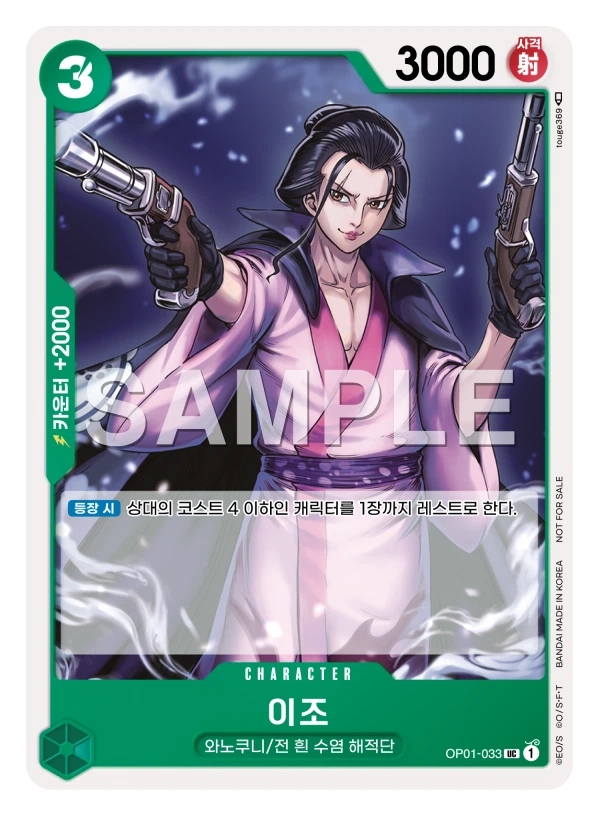 3
3000
사격
射
touge369
카운터 +2000
SAMPLE
등장 시 상대의 코스트 4 이하인 캐릭터를 1장까지 레스트로 한다.
CHARACTER
이조
와노쿠니/전 흰 수염 해적단
OP01-033 UC 1
©EO/S ©O/S·F·T BANDAI MADE IN KOREA NOT FOR SALE